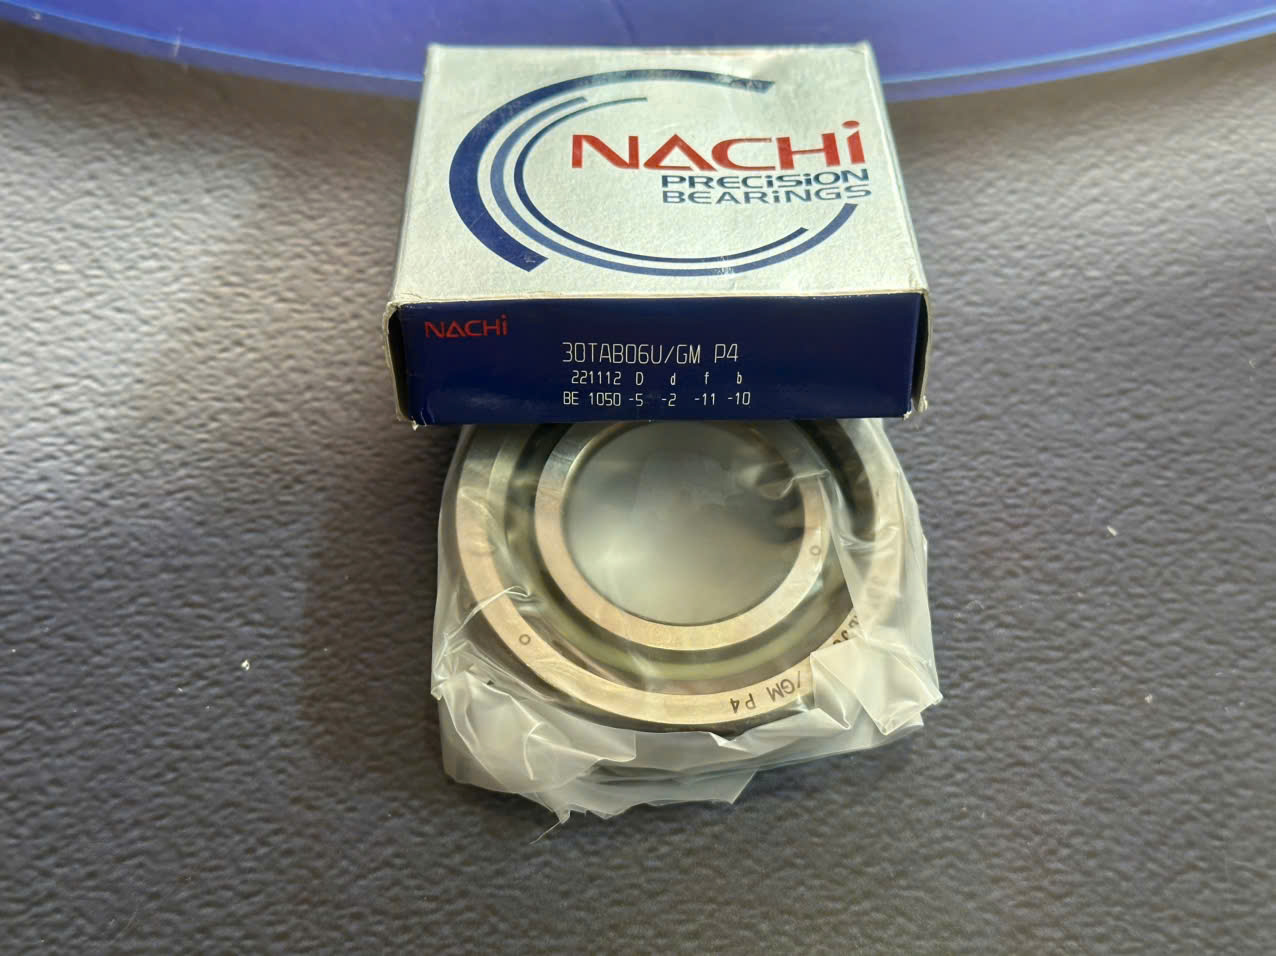 NACHi
PRECiSiON
BEARiNGS
NACHi
30TAB06U/GM P4
221112 D d f b
BE 1050 -5 -2 -11 -10
/GM P4